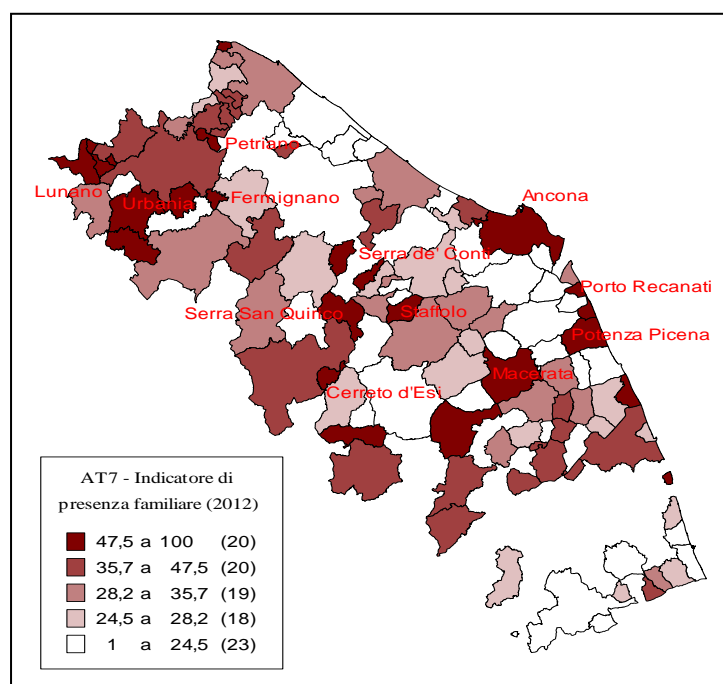 Petriano
Lunano
Urbania
Fermignano
Ancona
Serra de' Conti
Porto Recanati
Serra San Quinco
Staffolo
Potenza Picena
Macerata
Cerreto d'Esi
AT7 - Indicatore di
presenza familiare (2012)
47,5 a 100 (20)
35,7 a 47,5 (20)
28,2 a 35,7 (19)
24,5 a 28,2 (18)
1 a 24,5 (23)